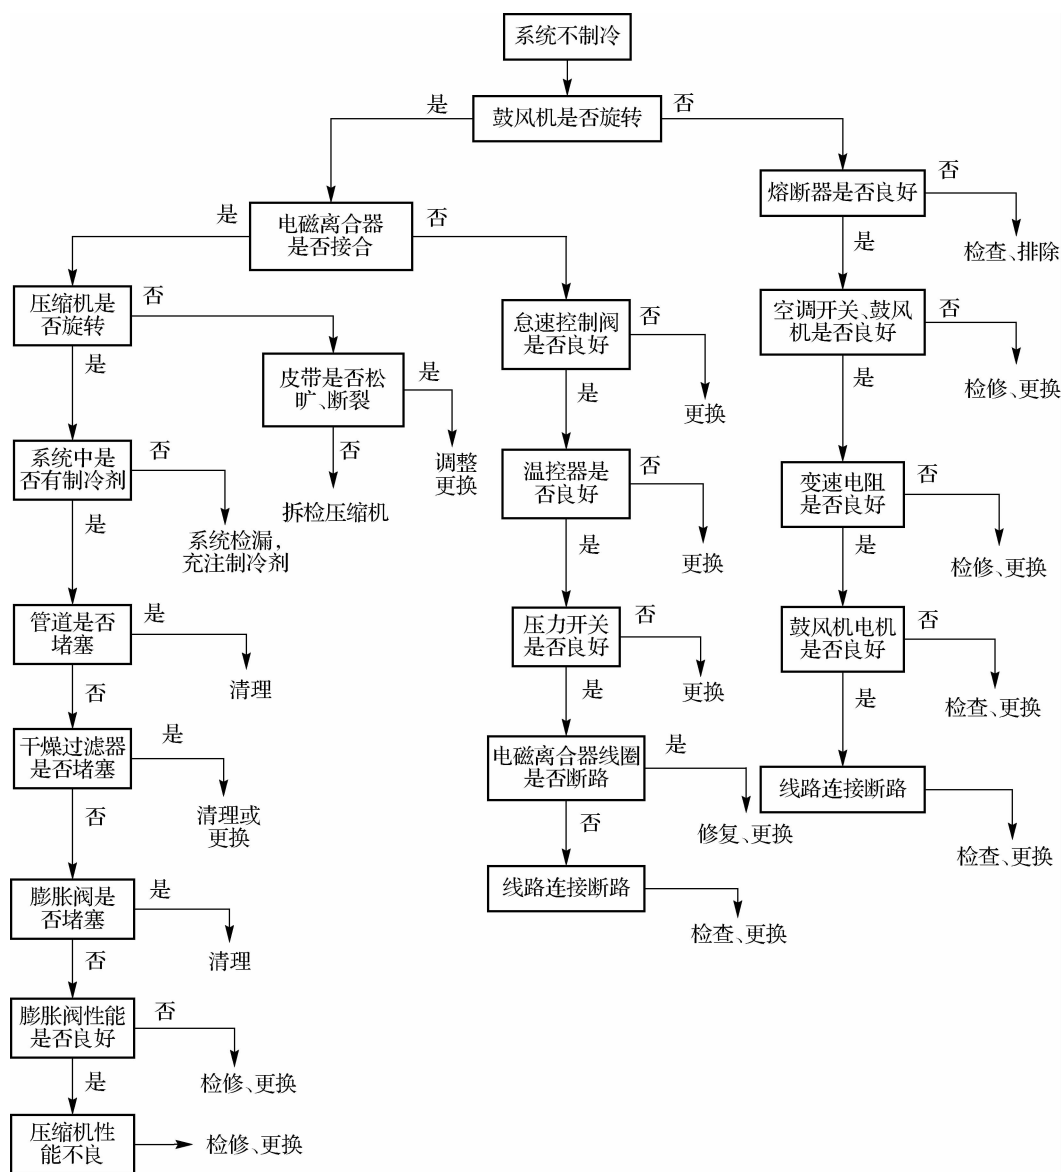 系统不制冷
是
鼓风机是否旋转
否
熔断器是否良好
否
是
电磁离合器
是否接合
否
是
检查、排除
压缩机是
否旋转
否
怠速控制阀
是否良好
否
空调开关、鼓风
机是否良好
否
是
皮带是否松
旷、断裂
是
是
更换
是
检修、更换
系统中是
否有制冷剂
否
否
调整
更换
温控器是
否良好
否
变速电阻
是否良好
否
拆检压缩机
是
系统检漏,
充注制冷剂
是
更换
是
检修、更换
管道是否
堵塞
是
压力开关
是否良好
否
鼓风机电机
是否良好
否
清理
否
是
更换
是
检查、更换
干燥过滤器
是否堵塞
是
电磁离合器线圈
是否断路
是
线路连接断路
清理或
更换
否
否
修复、更换
检查、更换
膨胀阀是
否堵塞
是
线路连接断路
清理
否
检查、更换
膨胀阀性能
是否良好
否
是
检修、更换
压缩机性
能不良
检修、更换